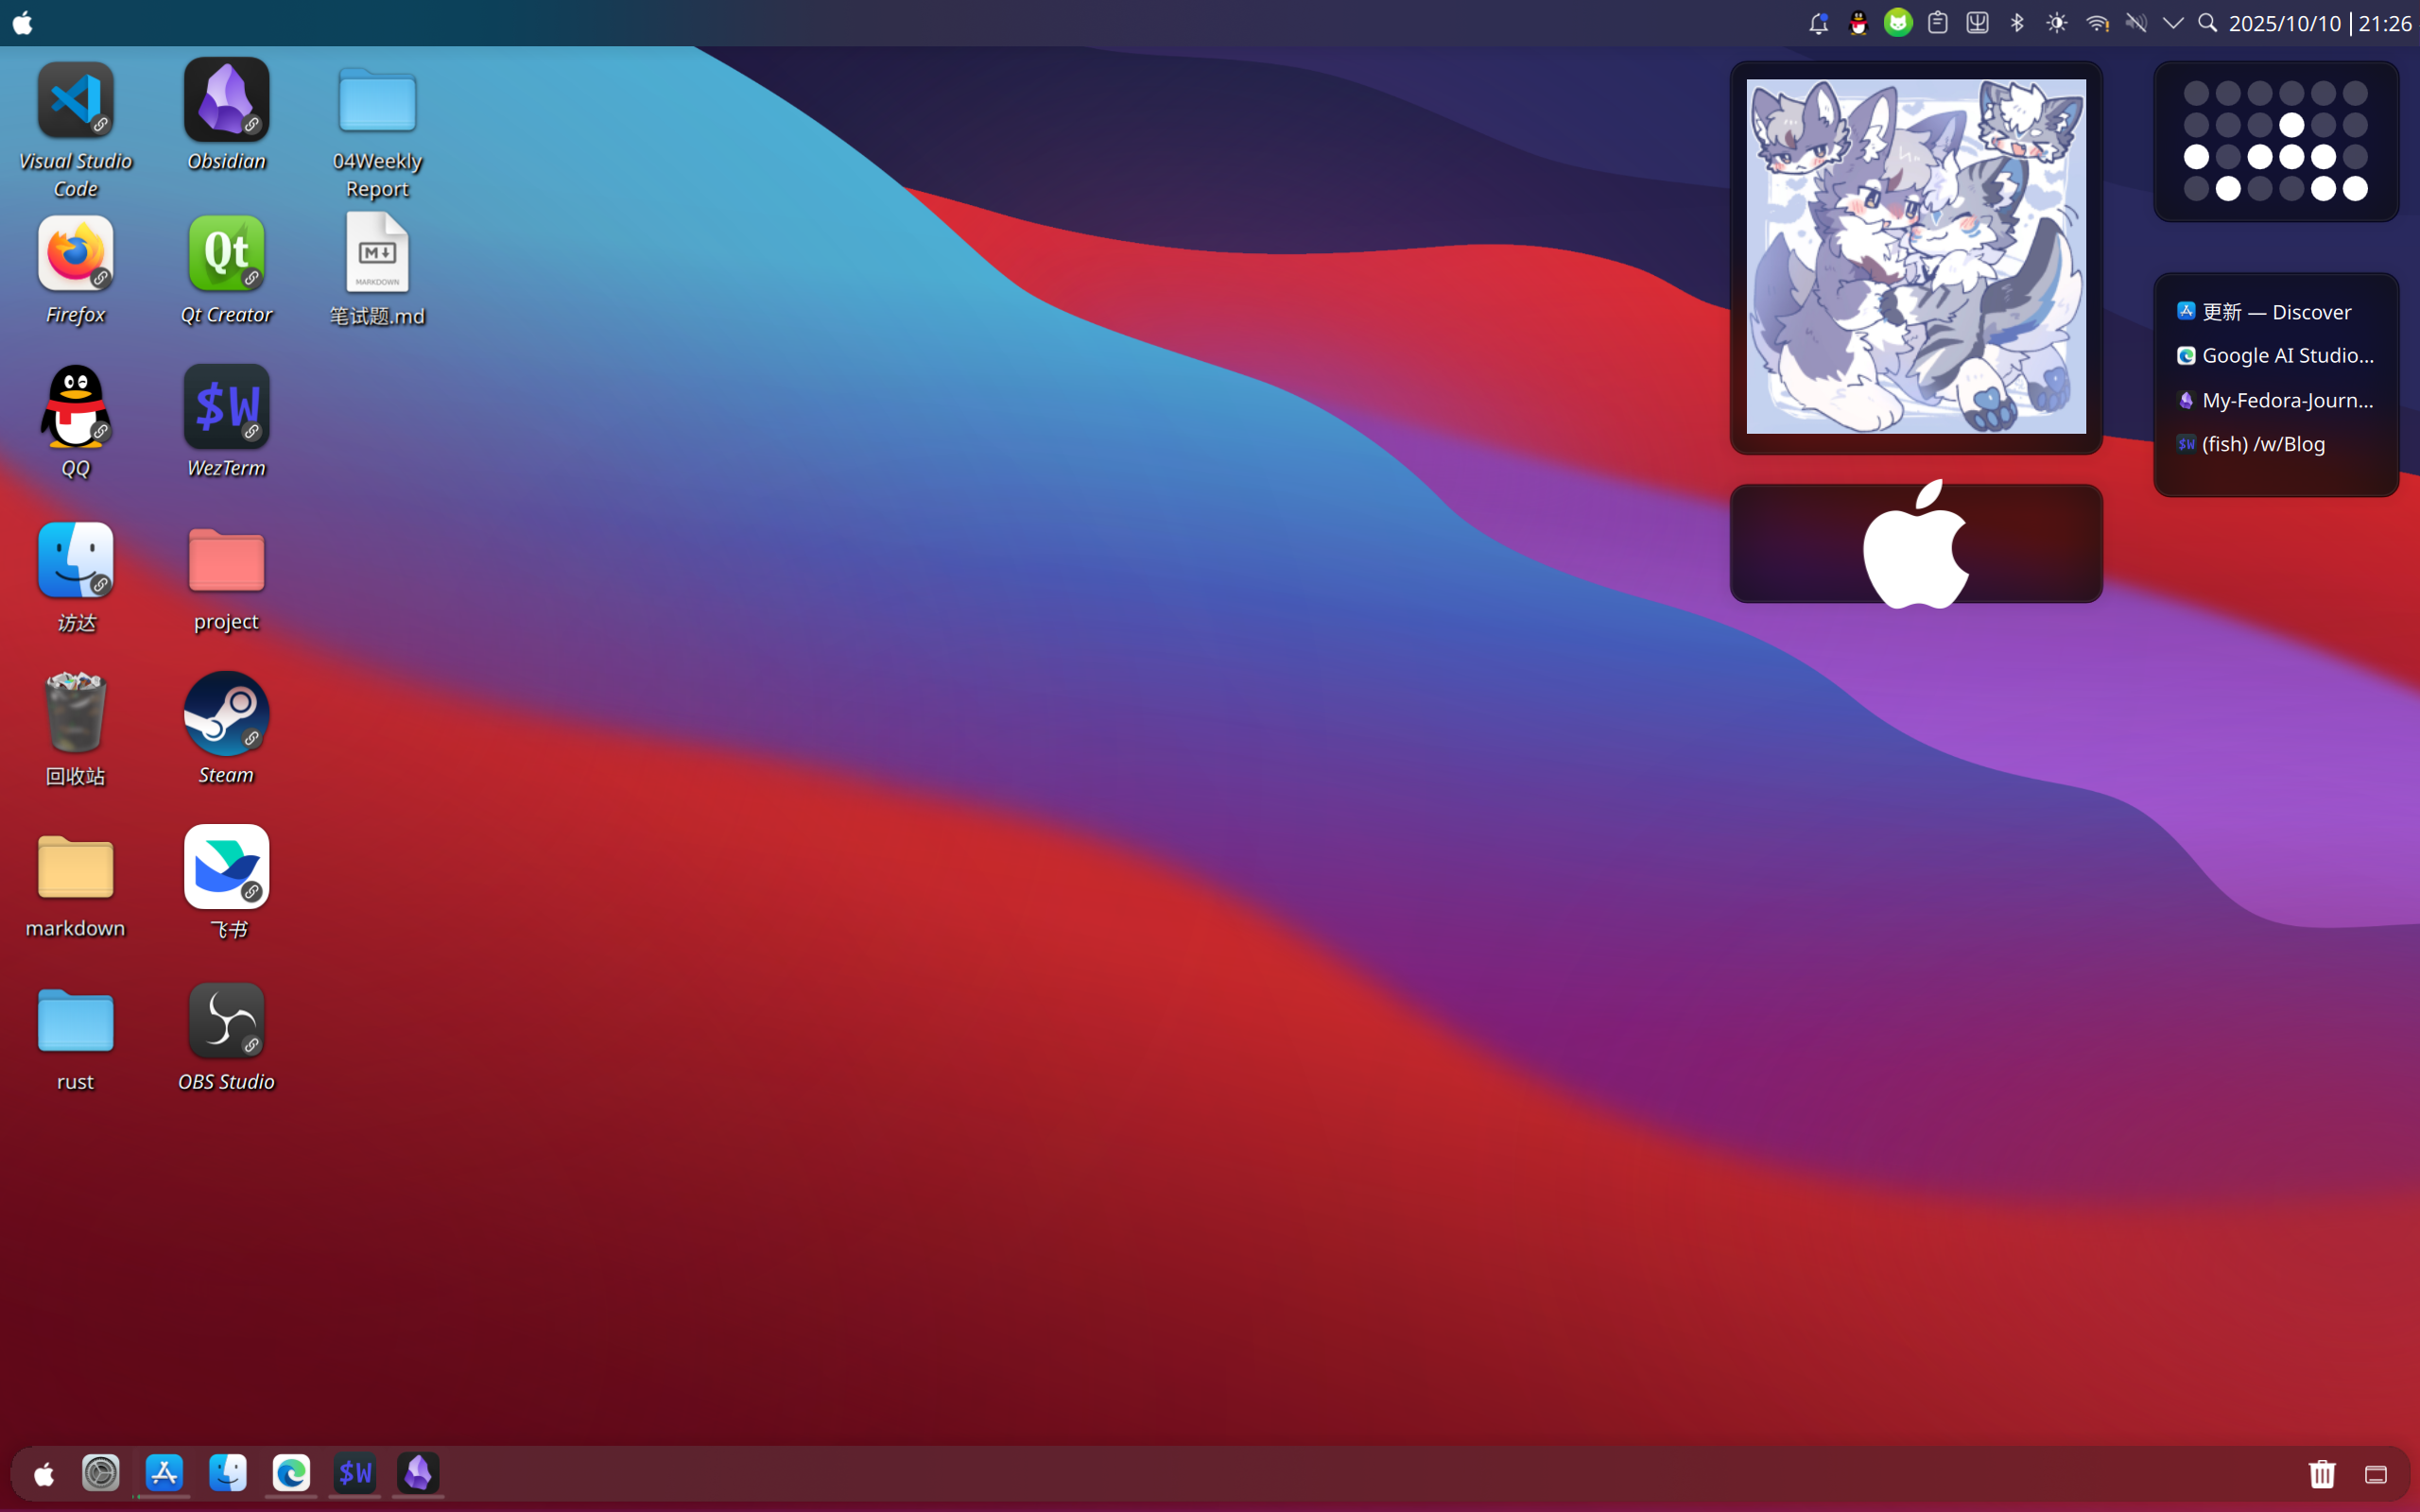 2025/10/10 | 21:26
Visual Studio
Code
Obsidian
04Weekly
Report
Firefox
Qt
Qt Creator
M
MARKDOWN
笔试题.md
QQ
$W
WezTerm
访达
project
回收站
Steam
markdown
飞书
rust
OBS Studio
更新 — Discover
Google AI Studio...
My-Fedora-Journ...
$W (fish) /w/Blog
$W